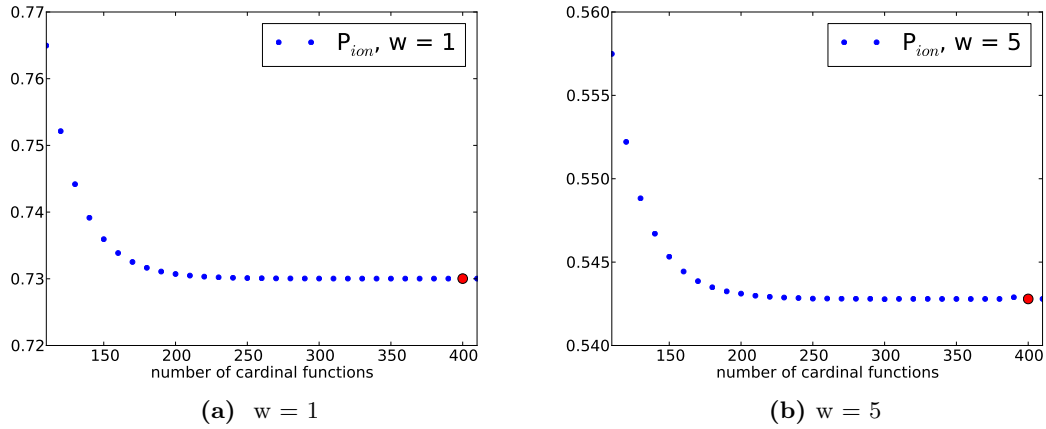 0.77
0.76
0.75
0.74
0.73
0.72
150 200 250 300 350 400
number of cardinal functions
P_ion, w = 1
(a) w = 1
0.560
0.555
0.550
0.545
0.540
150 200 250 300 350 400
number of cardinal functions
P_ion, w = 5
(b) w = 5